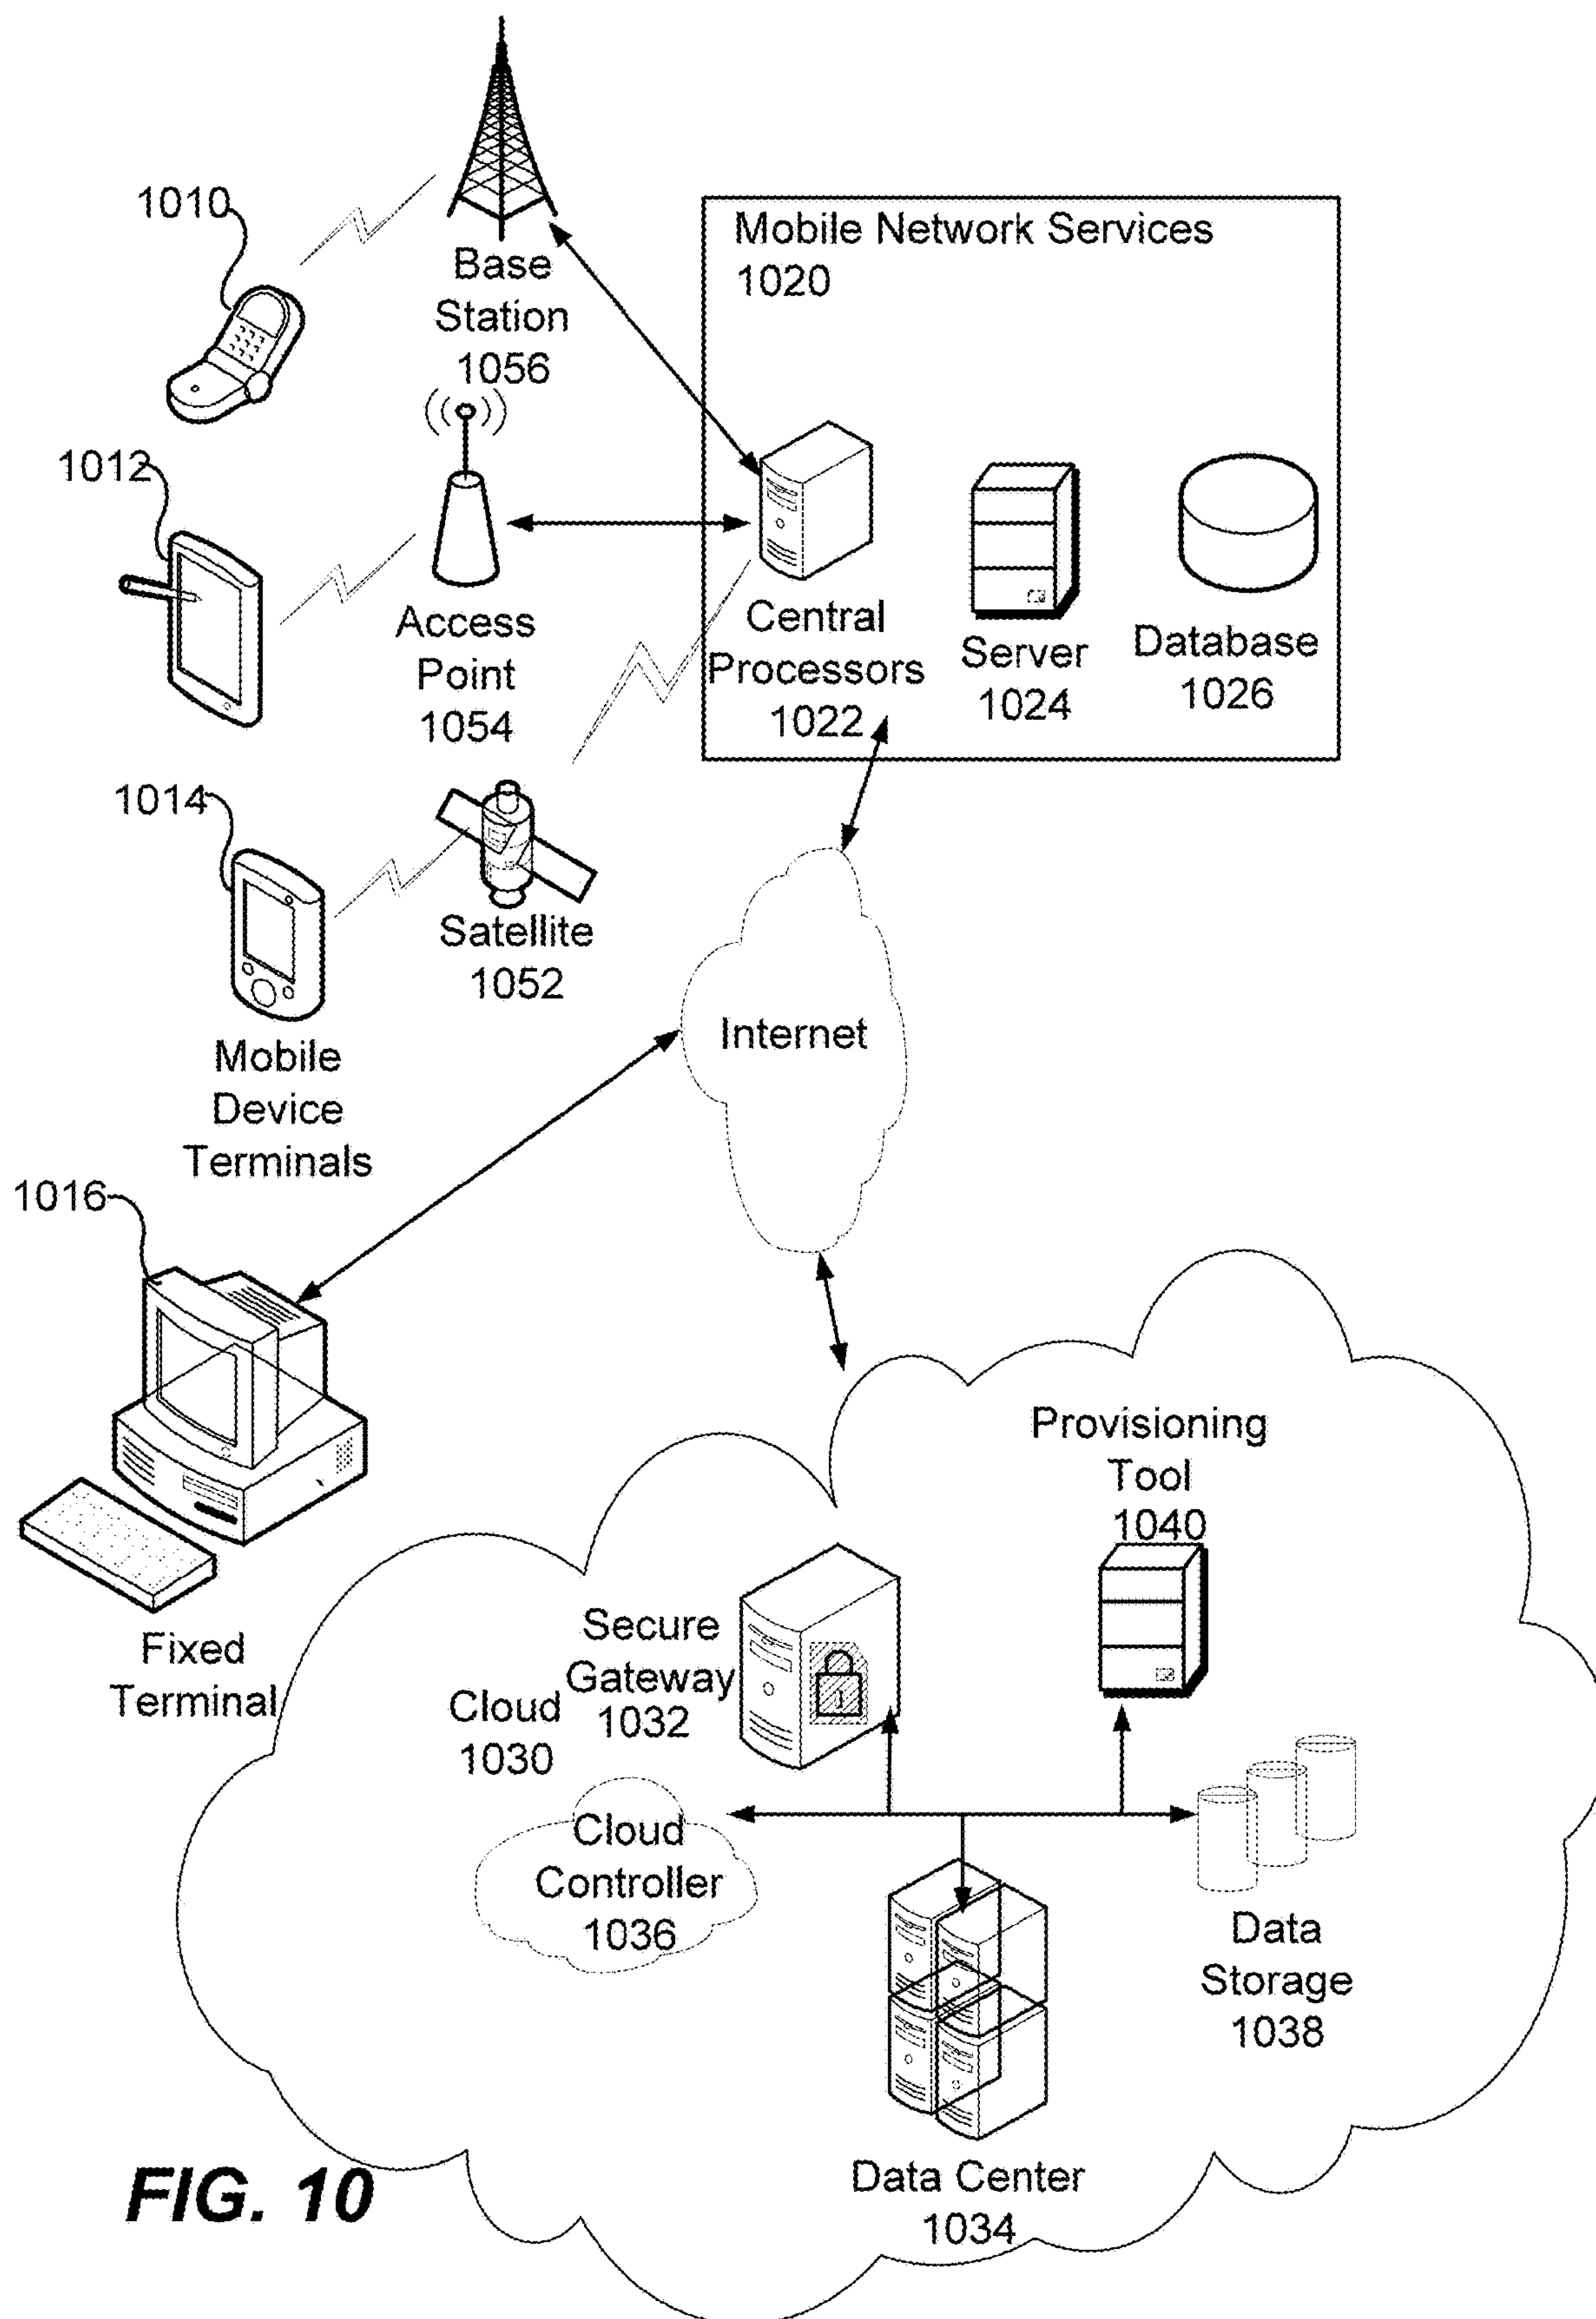 1010
Base
Station
1056
Mobile Network Services
1020
1012
Access
Point
1054
Central
Processors
1022
Server
1024
Database
1026
1014
Satellite
1052
Mobile
Device
Terminals
Internet
1016
Fixed
Terminal
Provisioning
Tool
1040
Secure
Gateway
1032
Cloud
1030
Cloud
Controller
1036
Data
Storage
1038
Data Center
1034
FIG. 10